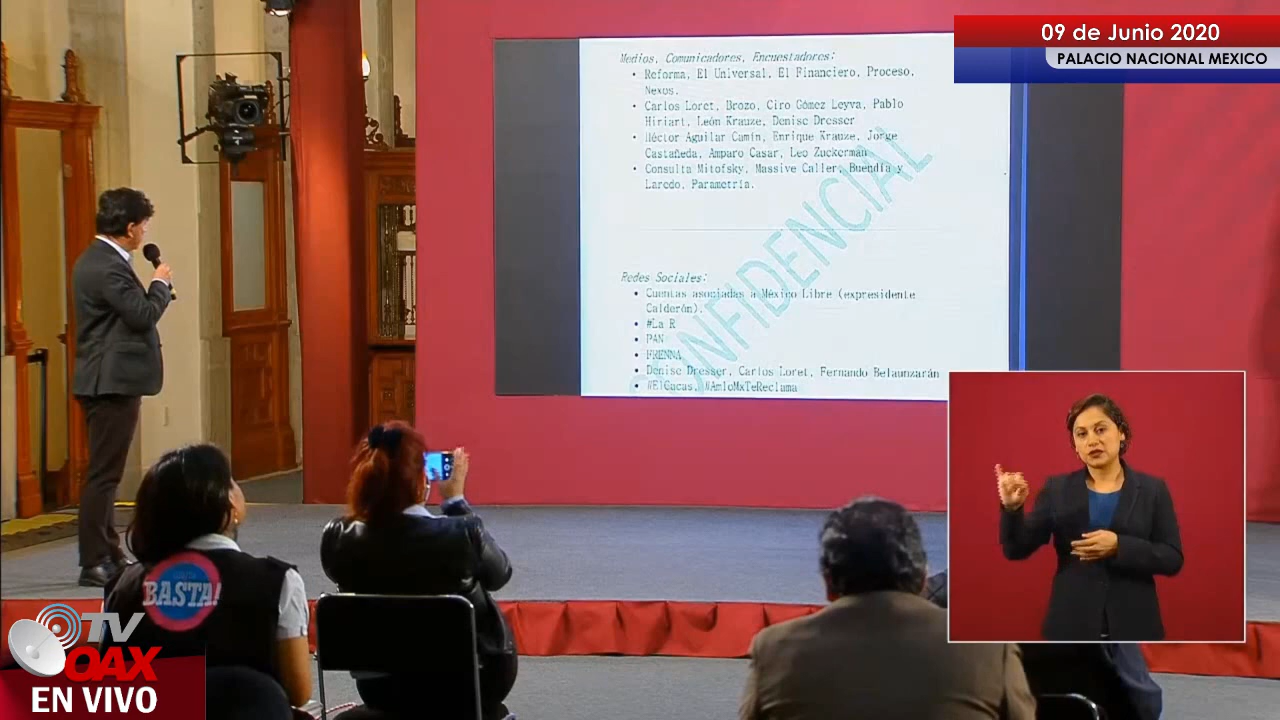 09 de Junio 2020
PALACIO NACIONAL MEXICO
Medios, Comunicadores, Encuestadores:
• Reforma, El Universal, El Financiero, Proceso,
Nexos.
• Carlos Loret, Brozo, Ciro Gómez Leyva, Pablo
Hiriart, León Krauze, Denise Dresser
• Héctor Aguilar Camín, Enrique Krauze, Jorge
Castañeda, Amparo Casar, Leo Zuckerman
• Consulta Mitofsky, Massive Caller, Buendía y
Laredo, Parametría.
CONFIDENCIAL
Redes Sociales:
• Cuentas asociadas a México Libre (expresidente
Calderón).
• #La R
• PAN
• FRENNA
• Denise Dresser, Carlos Loret, Fernando Belaunzarán
• #ElCacas, #AmloMxTeReclama
BASTA!
TV
OAX
EN VIVO